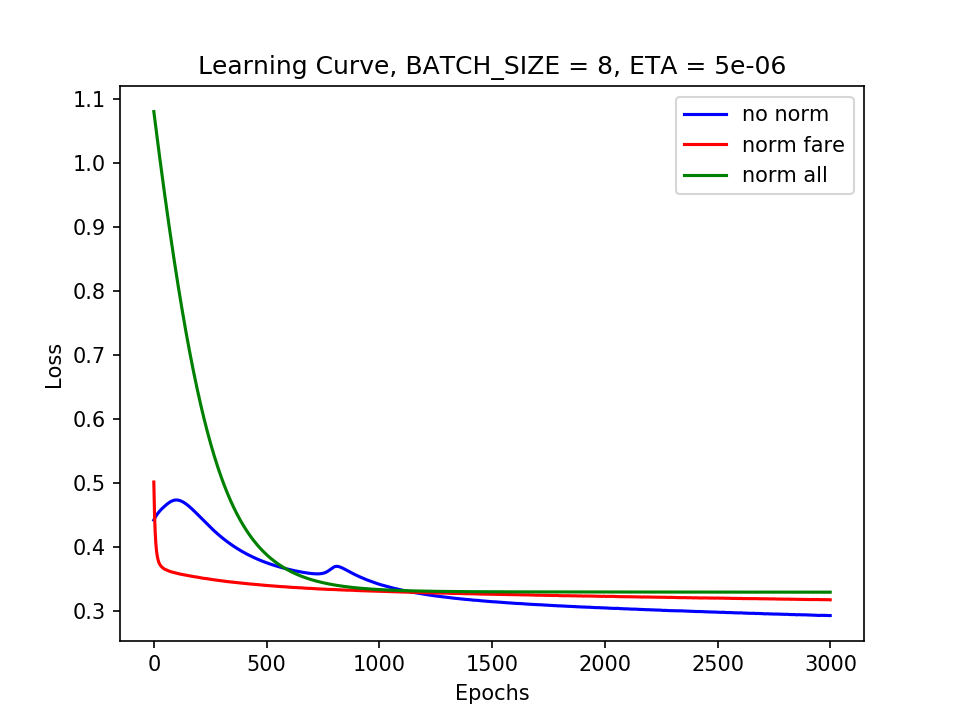 Learning Curve, BATCH_SIZE = 8, ETA = 5e-06
no norm
norm fare
norm all
1.1
1.0
0.9
0.8
0.7
0.6
0.5
0.4
0.3
Loss
0 500 1000 1500 2000 2500 3000
Epochs